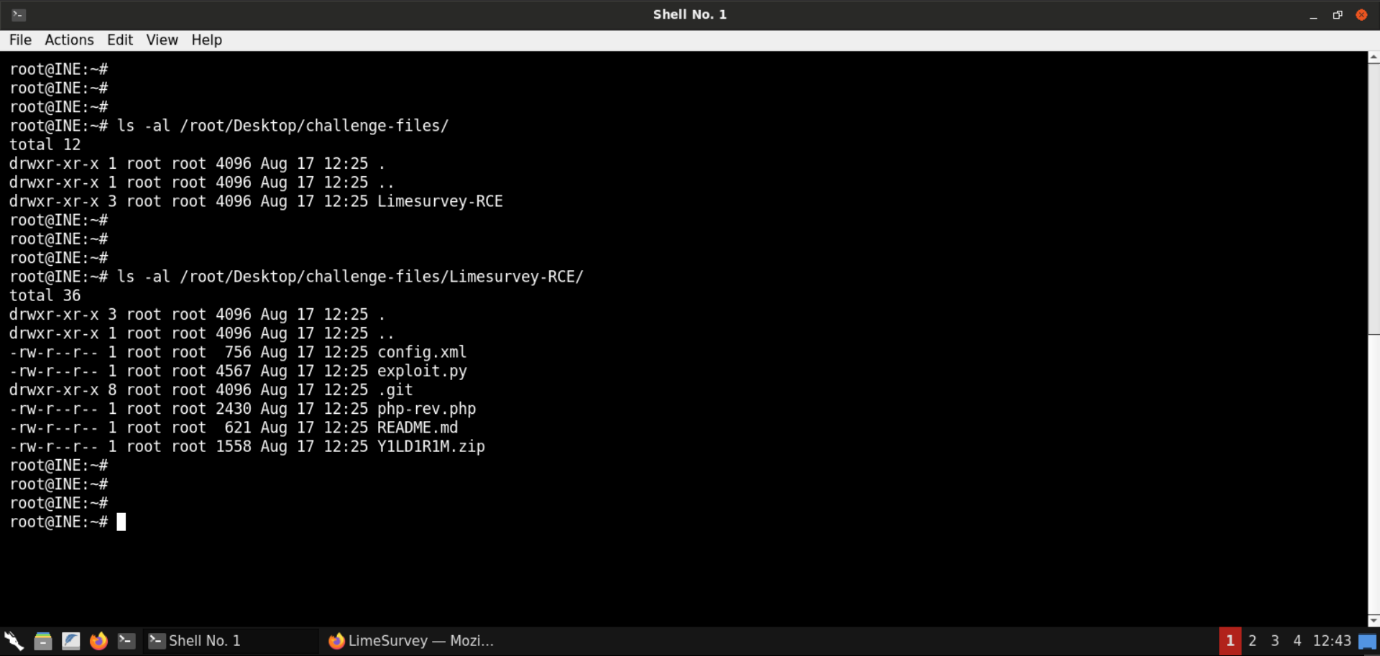 Shell No. 1
File Actions Edit View Help
root@INE:~#
root@INE:~#
root@INE:~#
root@INE:~# ls -al /root/Desktop/challenge-files/
total 12
drwxr-xr-x 1 root root 4096 Aug 17 12:25 .
drwxr-xr-x 1 root root 4096 Aug 17 12:25 ..
drwxr-xr-x 3 root root 4096 Aug 17 12:25 Limesurvey-RCE
root@INE:~#
root@INE:~#
root@INE:~#
root@INE:~# ls -al /root/Desktop/challenge-files/Limesurvey-RCE/
total 36
drwxr-xr-x 3 root root 4096 Aug 17 12:25 .
drwxr-xr-x 1 root root 4096 Aug 17 12:25 ..
-rw-r--r-- 1 root root  756 Aug 17 12:25 config.xml
-rw-r--r-- 1 root root 4567 Aug 17 12:25 exploit.py
drwxr-xr-x 8 root root 4096 Aug 17 12:25 .git
-rw-r--r-- 1 root root 2430 Aug 17 12:25 php-rev.php
-rw-r--r-- 1 root root  621 Aug 17 12:25 README.md
-rw-r--r-- 1 root root 1558 Aug 17 12:25 Y1LD1R1M.zip
root@INE:~#
root@INE:~#
root@INE:~#
root@INE:~#
Shell No. 1 LimeSurvey — Mozi... 1 2 3 4 12:43